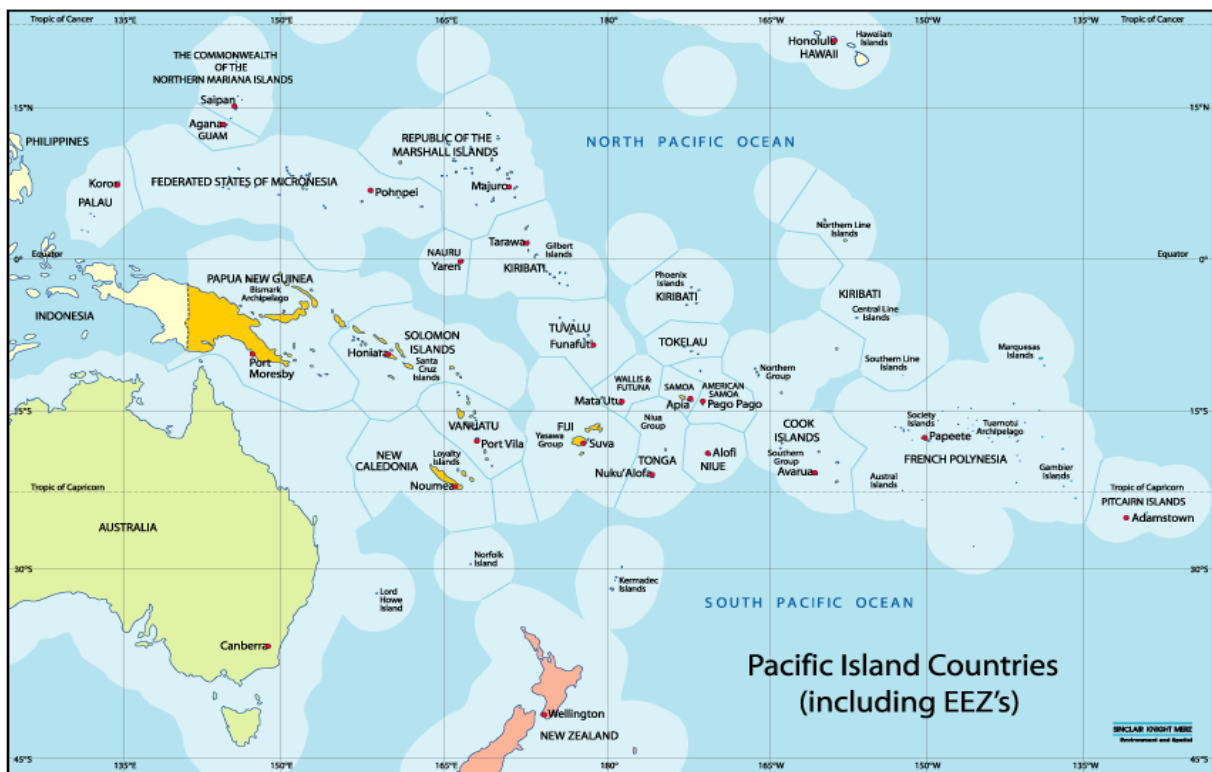 Tropic of Cancer
135°E
150°E
165°E
180°
165°W
150°W
135°W
Tropic of Cancer
Honolulu
HAWAII
Hawaiian
Islands
THE COMMONWEALTH
OF THE
NORTHERN MARIANA ISLANDS
Saipan
15°N
15°N
Agana
GUAM
PHILIPPINES
REPUBLIC OF THE
MARSHALL ISLANDS
NORTH PACIFIC OCEAN
Koror
PALAU
FEDERATED STATES OF MICRONESIA
Pohnpei
Majuro
Northern Line
Islands
Tarawa
Gilbert
Islands
KIRIBATI
Equator
0°
NAURU
Yaren
Equator
0°
PAPUA NEW GUINEA
Bismark
Archipelago
Phoenix
Islands
KIRIBATI
KIRIBATI
Central Line
Islands
INDONESIA
SOLOMON
ISLANDS
Honiara
Santa
Cruz
Islands
TUVALU
Funafuti
TOKELAU
Marquesas
Islands
Port
Moresby
Southern Line
Islands
Northern
Group
WALLIS &
FUTUNA
Mata'Utu
SAMOA
Apia
AMERICAN
SAMOA
Pago Pago
15°S
15°S
VANUATU
Port Vila
FIJI
Yasawa
Group
Suva
Niua
Group
COOK
ISLANDS
Society
Islands
Papeete
Tuamotu
Archipelago
NEW
CALEDONIA
Loyalty
Islands
Noumea
TONGA
Nuku'Alofa
Alofi
NIUE
Southern
Group
Avarua
FRENCH POLYNESIA
Austral
Islands
Gambier
Islands
Tropic of Capricorn
Tropic of Capricorn
PITCAIRN ISLANDS
Adamstown
AUSTRALIA
Norfolk
Island
30°S
30°S
Kermadec
Islands
Lord
Howe
Island
SOUTH PACIFIC OCEAN
Canberra
Pacific Island Countries
(including EEZ's)
Wellington
NEW ZEALAND
SINCLAIR KNIGHT MERZ
Environment and Spatial
45°S
135°E
150°E
165°E
180°
165°W
150°W
135°W
45°S